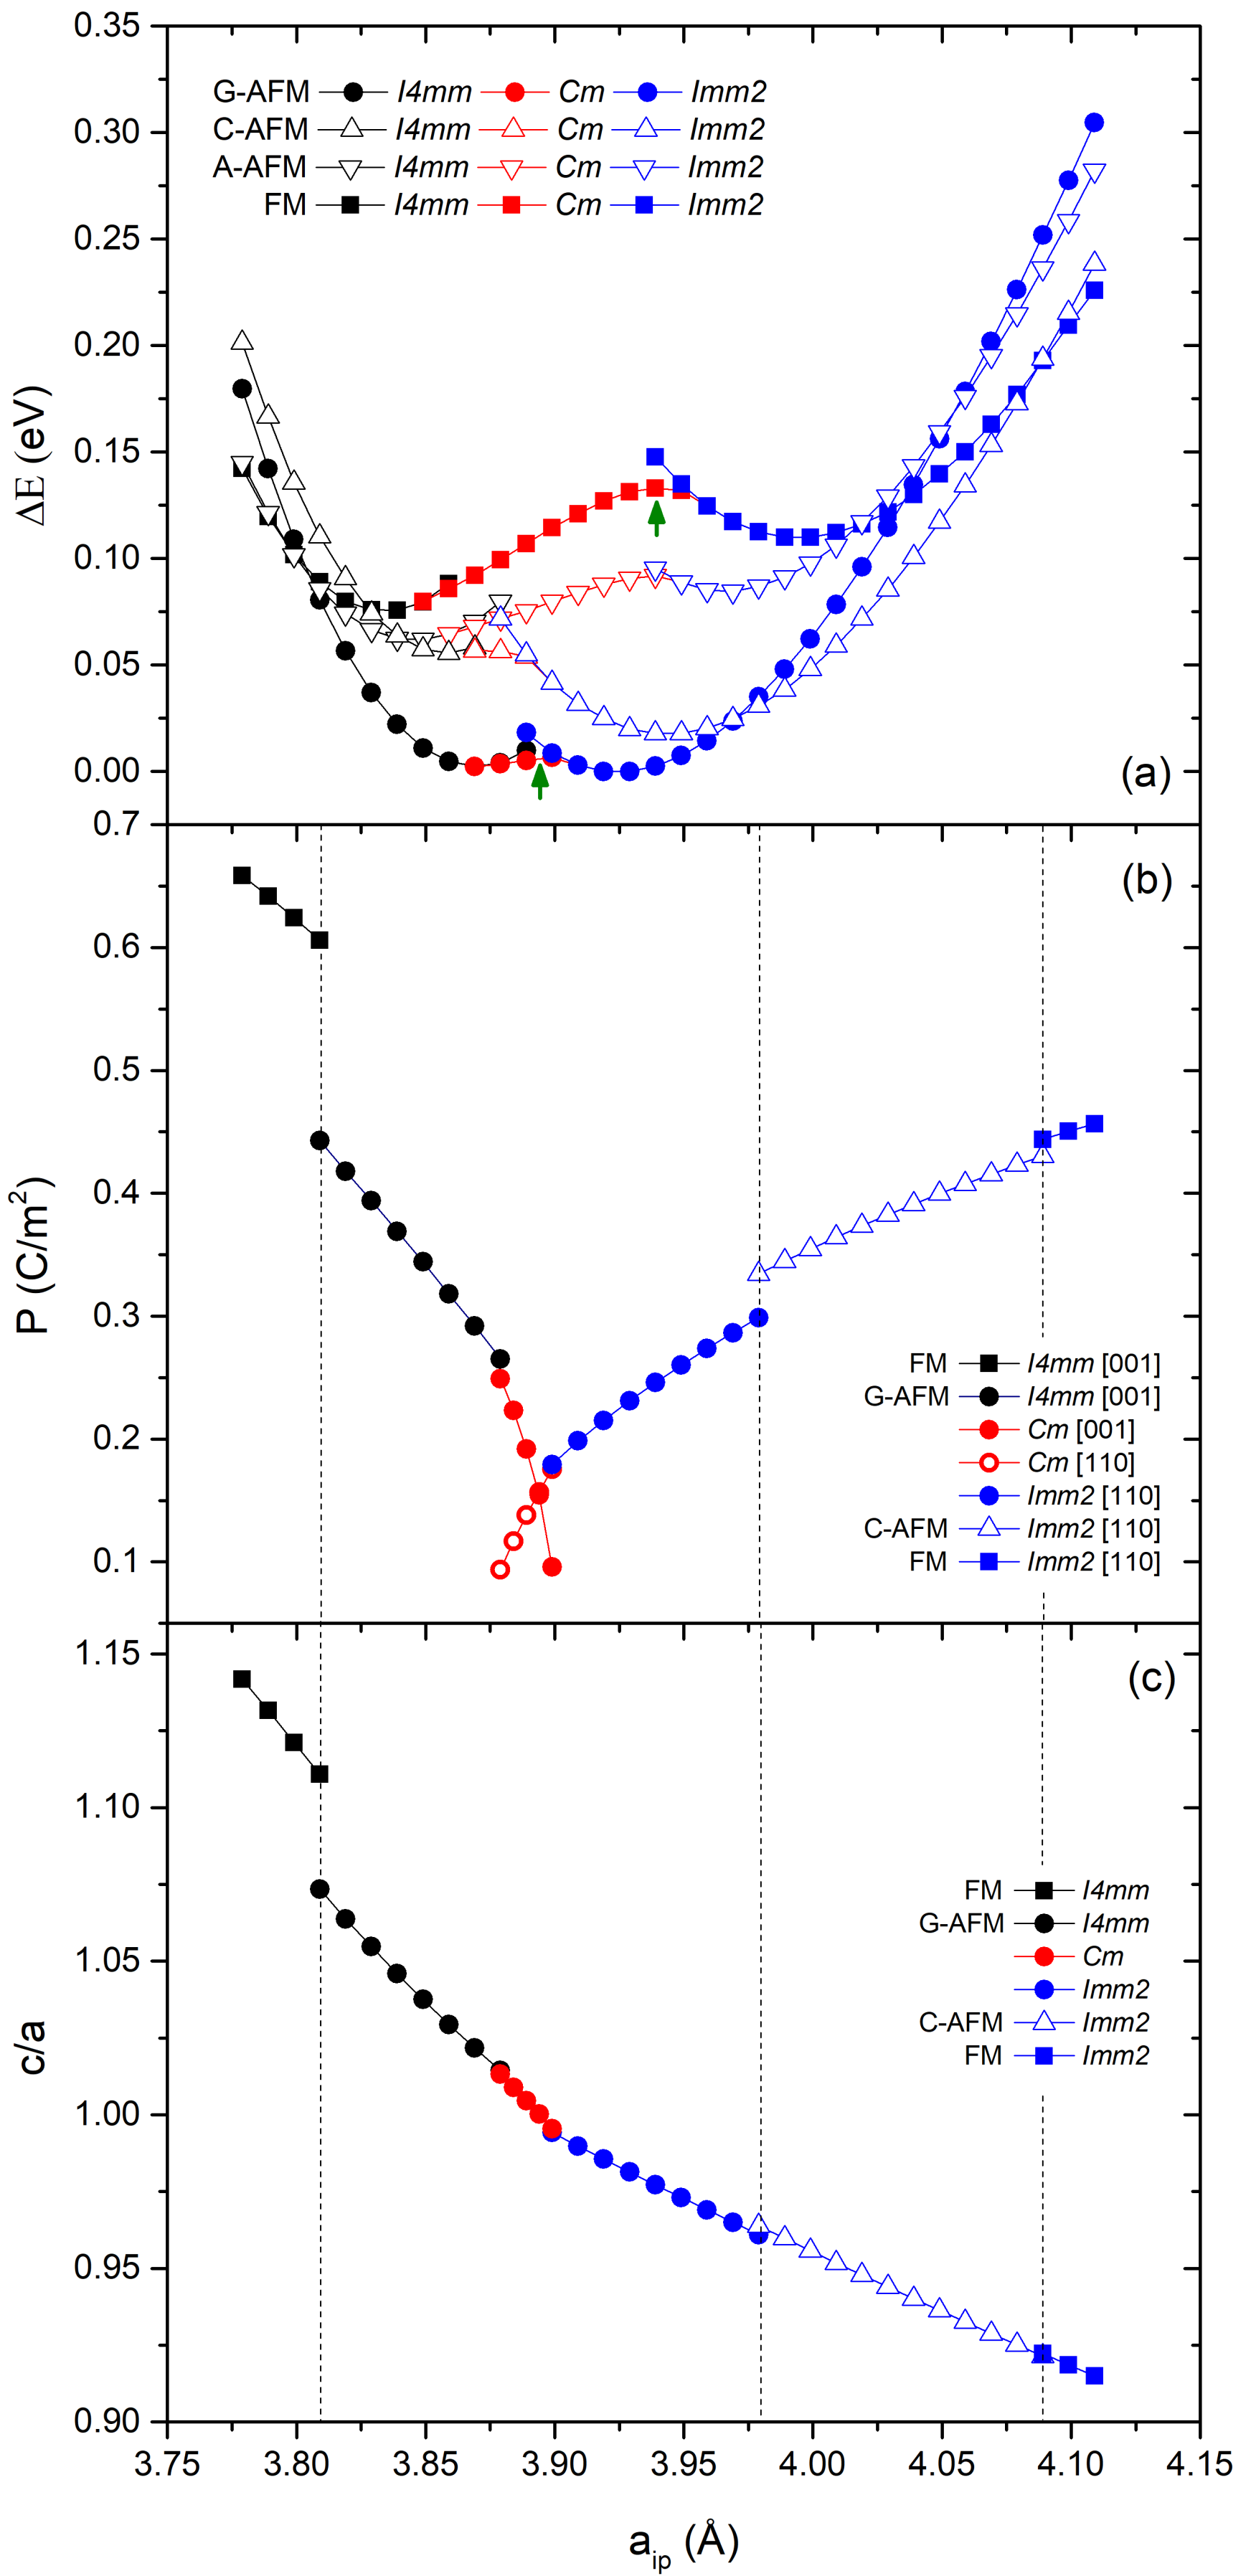 0.35
G-AFM I4mm Cm Imm2
0.30
C-AFM I4mm Cm Imm2
A-AFM I4mm Cm Imm2
FM I4mm Cm Imm2
0.25
0.20
ΔE (eV)
0.15
0.10
0.05
0.00
(a)
0.7
(b)
0.6
0.5
0.4
P (C/m²)
0.3
FM I4mm [001]
G-AFM I4mm [001]
Cm [001]
0.2
Cm [110]
Imm2 [110]
C-AFM Imm2 [110]
0.1
FM Imm2 [110]
1.15
(c)
1.10
FM I4mm
G-AFM I4mm
1.05
Cm
Imm2
C-AFM Imm2
c/a
FM Imm2
1.00
0.95
0.90
3.75 3.80 3.85 3.90 3.95 4.00 4.05 4.10 4.15
a_ip (Å)